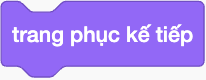 trang phục kế tiếp